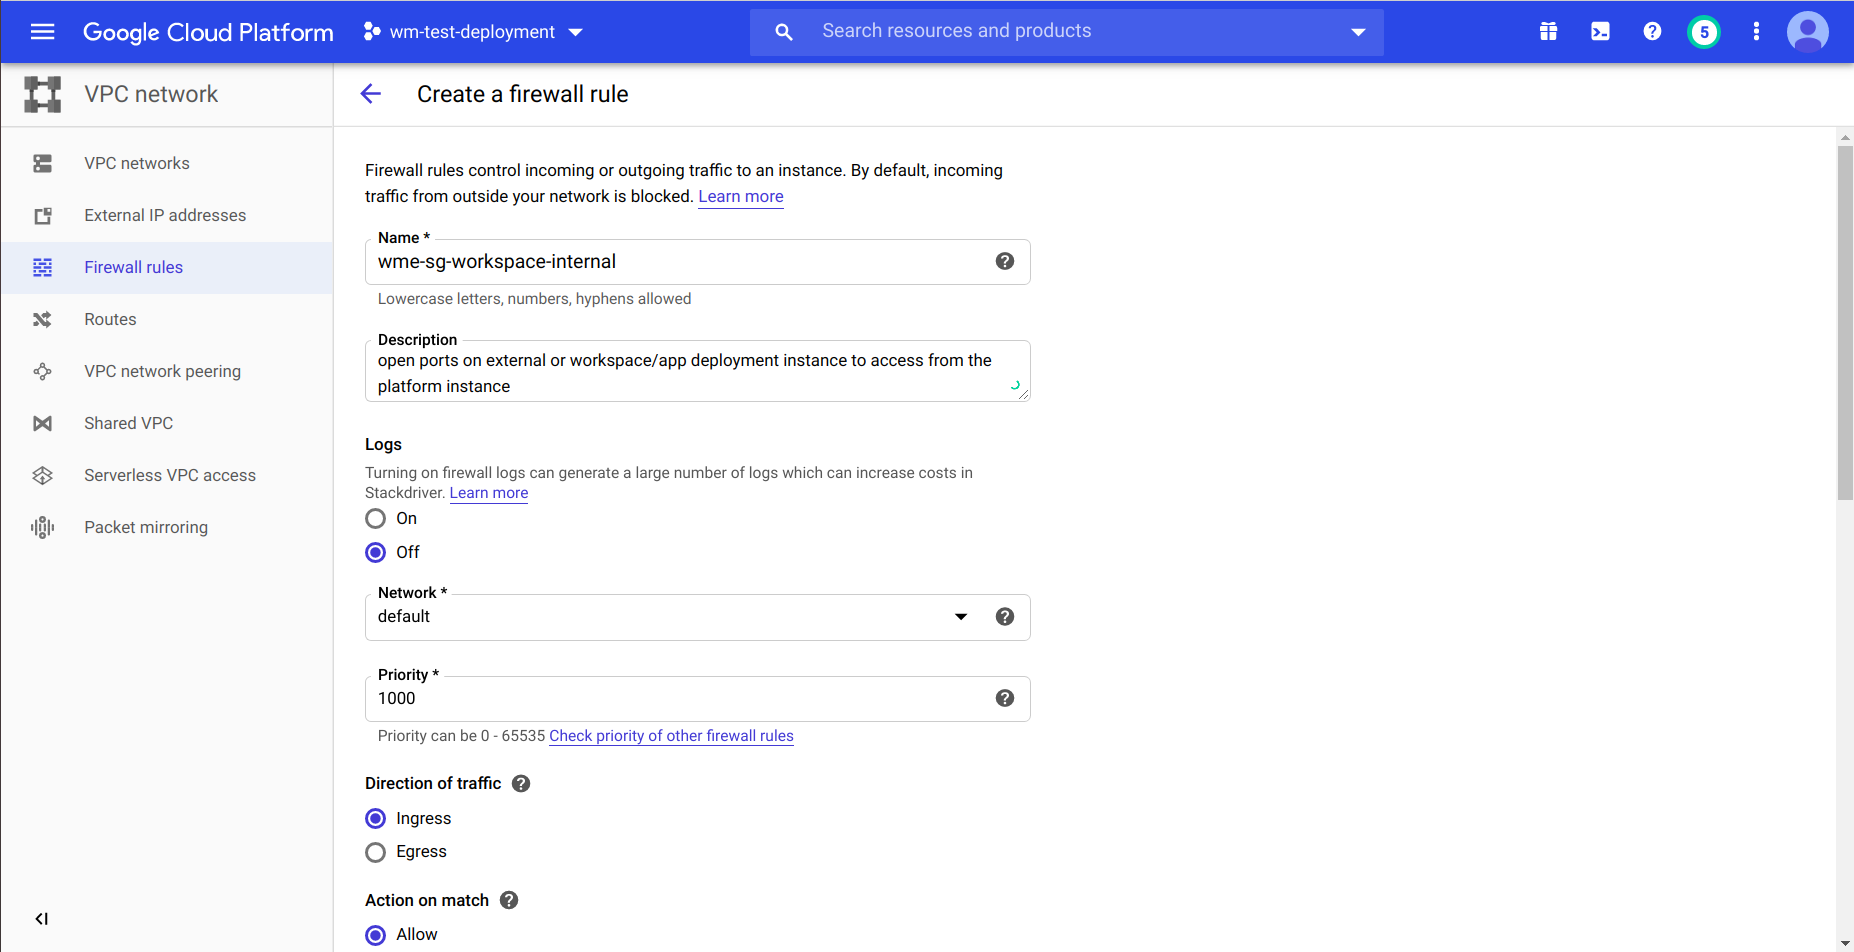 Google Cloud Platform
wm-test-deployment
Search resources and products
5
VPC network
Create a firewall rule
VPC networks
External IP addresses
Firewall rules
Routes
VPC network peering
Shared VPC
Serverless VPC access
Packet mirroring
Firewall rules control incoming or outgoing traffic to an instance. By default, incoming
traffic from outside your network is blocked. Learn more
Name *
wme-sg-workspace-internal
Lowercase letters, numbers, hyphens allowed
Description
open ports on external or workspace/app deployment instance to access from the
platform instance
Logs
Turning on firewall logs can generate a large number of logs which can increase costs in
Stackdriver. Learn more
On
Off
Network *
default
Priority *
1000
Priority can be 0 - 65535 Check priority of other firewall rules
Direction of traffic
Ingress
Egress
Action on match
Allow